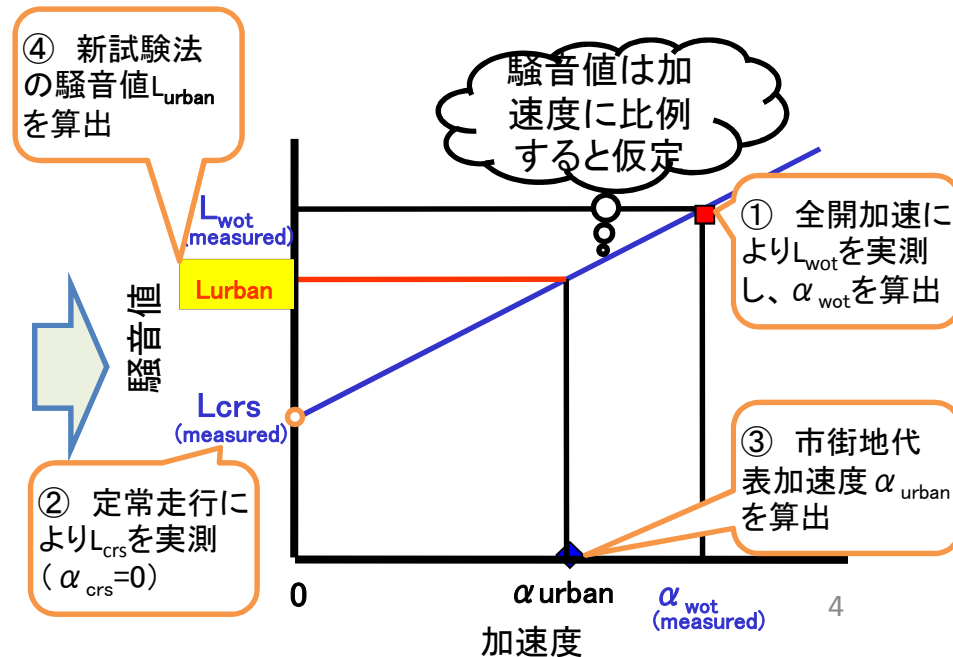 ④ 新試験法
の騒音値Lurban
を算出
騒音値は加
速度に比例
すると仮定
Lwot
(measured)
① 全開加速に
よりLwotを実測
し、αwotを算出
Lurban
騒音値
Lcrs
(measured)
② 定常走行に
よりLcrsを実測
(αcrs=0)
③ 市街地代
表加速度αurban
を算出
0
αurban
αwot
(measured)
4
加速度